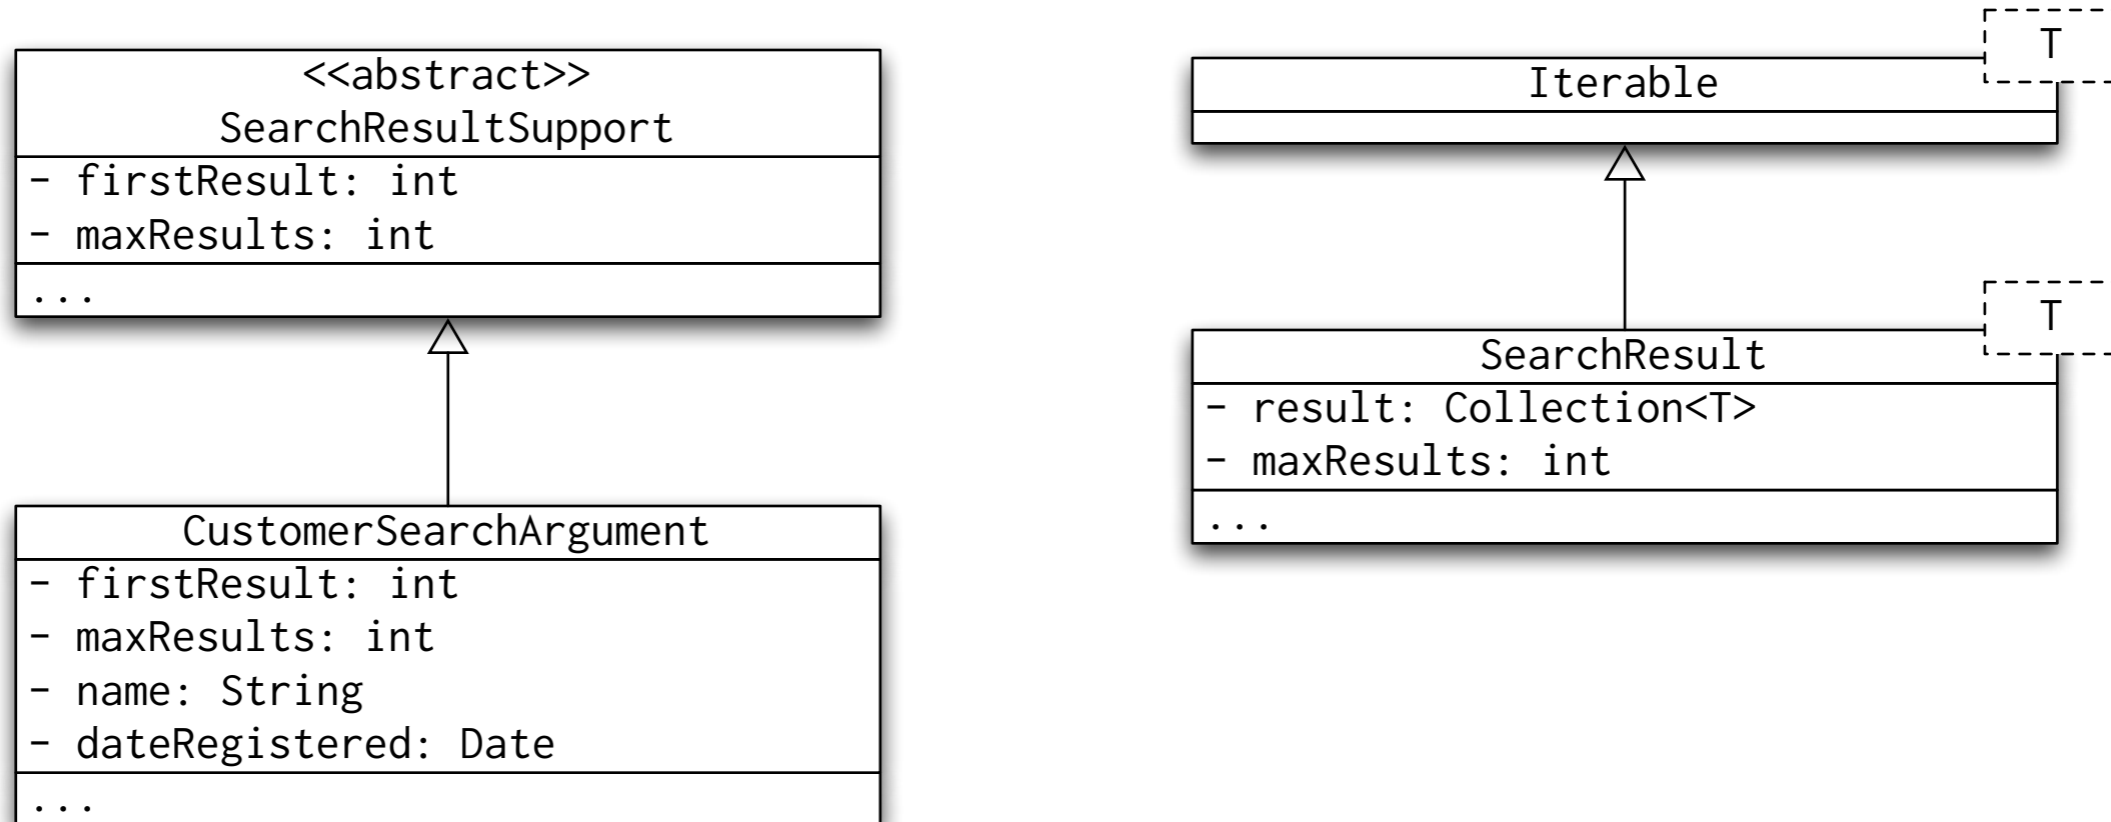 <<abstract>>
SearchResultSupport
- firstResult: int
- maxResults: int
...
CustomerSearchArgument
- firstResult: int
- maxResults: int
- name: String
- dateRegistered: Date
...
T
Iterable
T
SearchResult
- result: Collection<T>
- maxResults: int
...